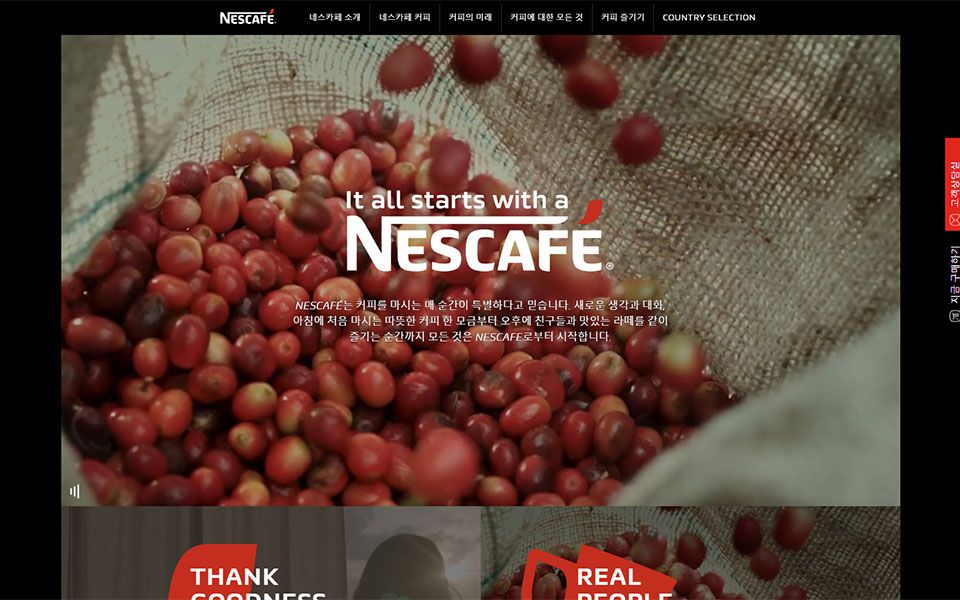 NESCAFÉ.
네스카페 소개
네스카페 커피
커피의 미래
커피에 대한 모든 것
커피 즐기기
COUNTRY SELECTION
It all starts with a
NESCAFÉ®
NESCAFÉ는 커피를 마시는 매 순간이 특별하다고 믿습니다. 새로운 생각과 대화,
아침에 처음 마시는 따뜻한 커피 한 모금부터 오후에 친구들과 맛있는 라떼를 같이
즐기는 순간까지 모든 것은 NESCAFÉ로부터 시작합니다.
고객상담실
지금 구매하기
THANK
GOODNESS
REAL
PEOPLE